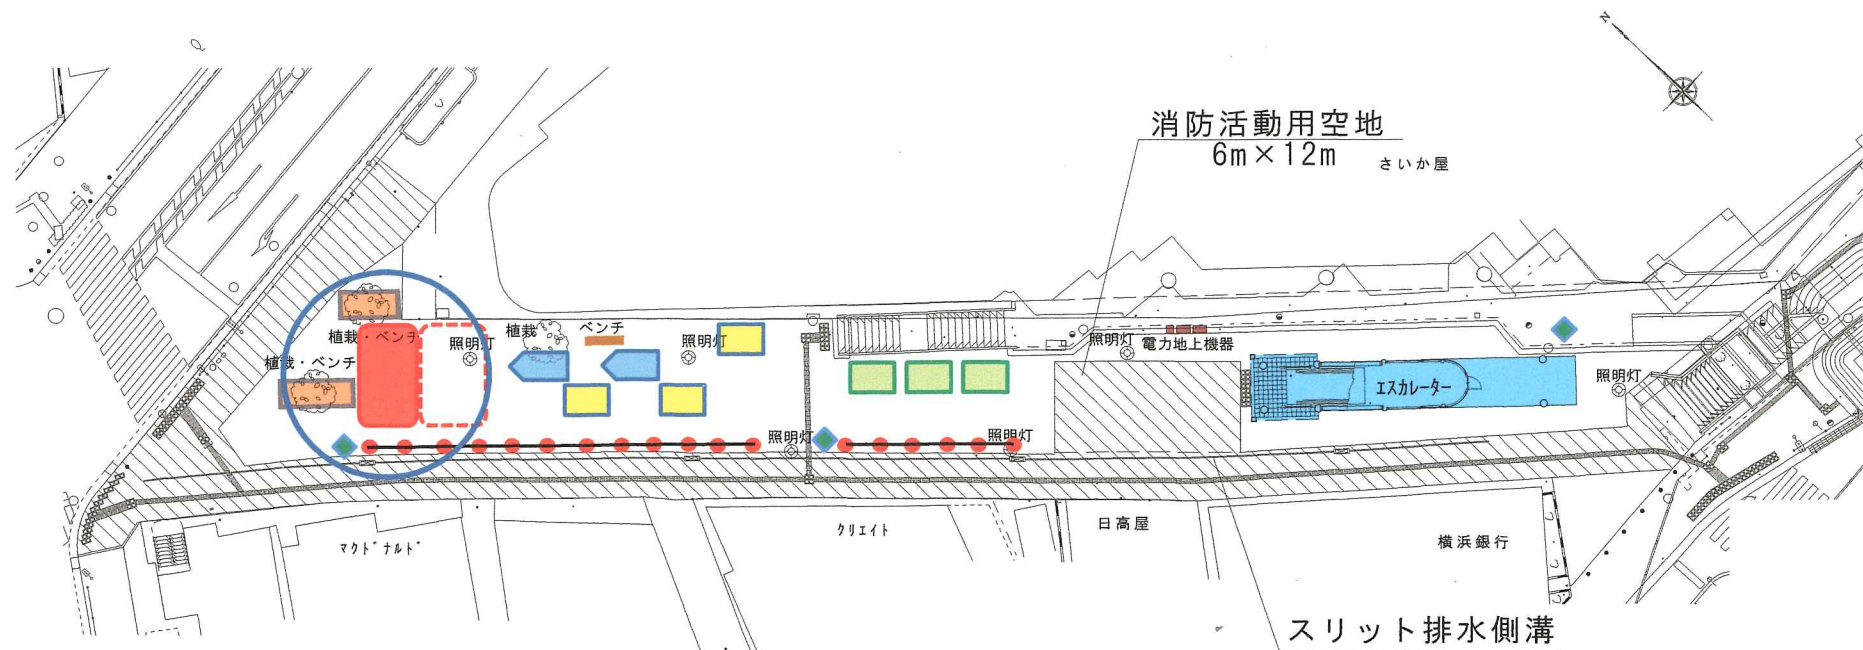 N
消防活動用空地
6m×12m
さいか屋
植栽・ベンチ
照明灯
植栽
ベンチ
照明灯
照明灯
電力地上機器
植栽・ベンチ
エスカレーター
照明灯
照明灯
照明灯
マクドナルド
クリエイト
日高屋
横浜銀行
スリット排水側溝